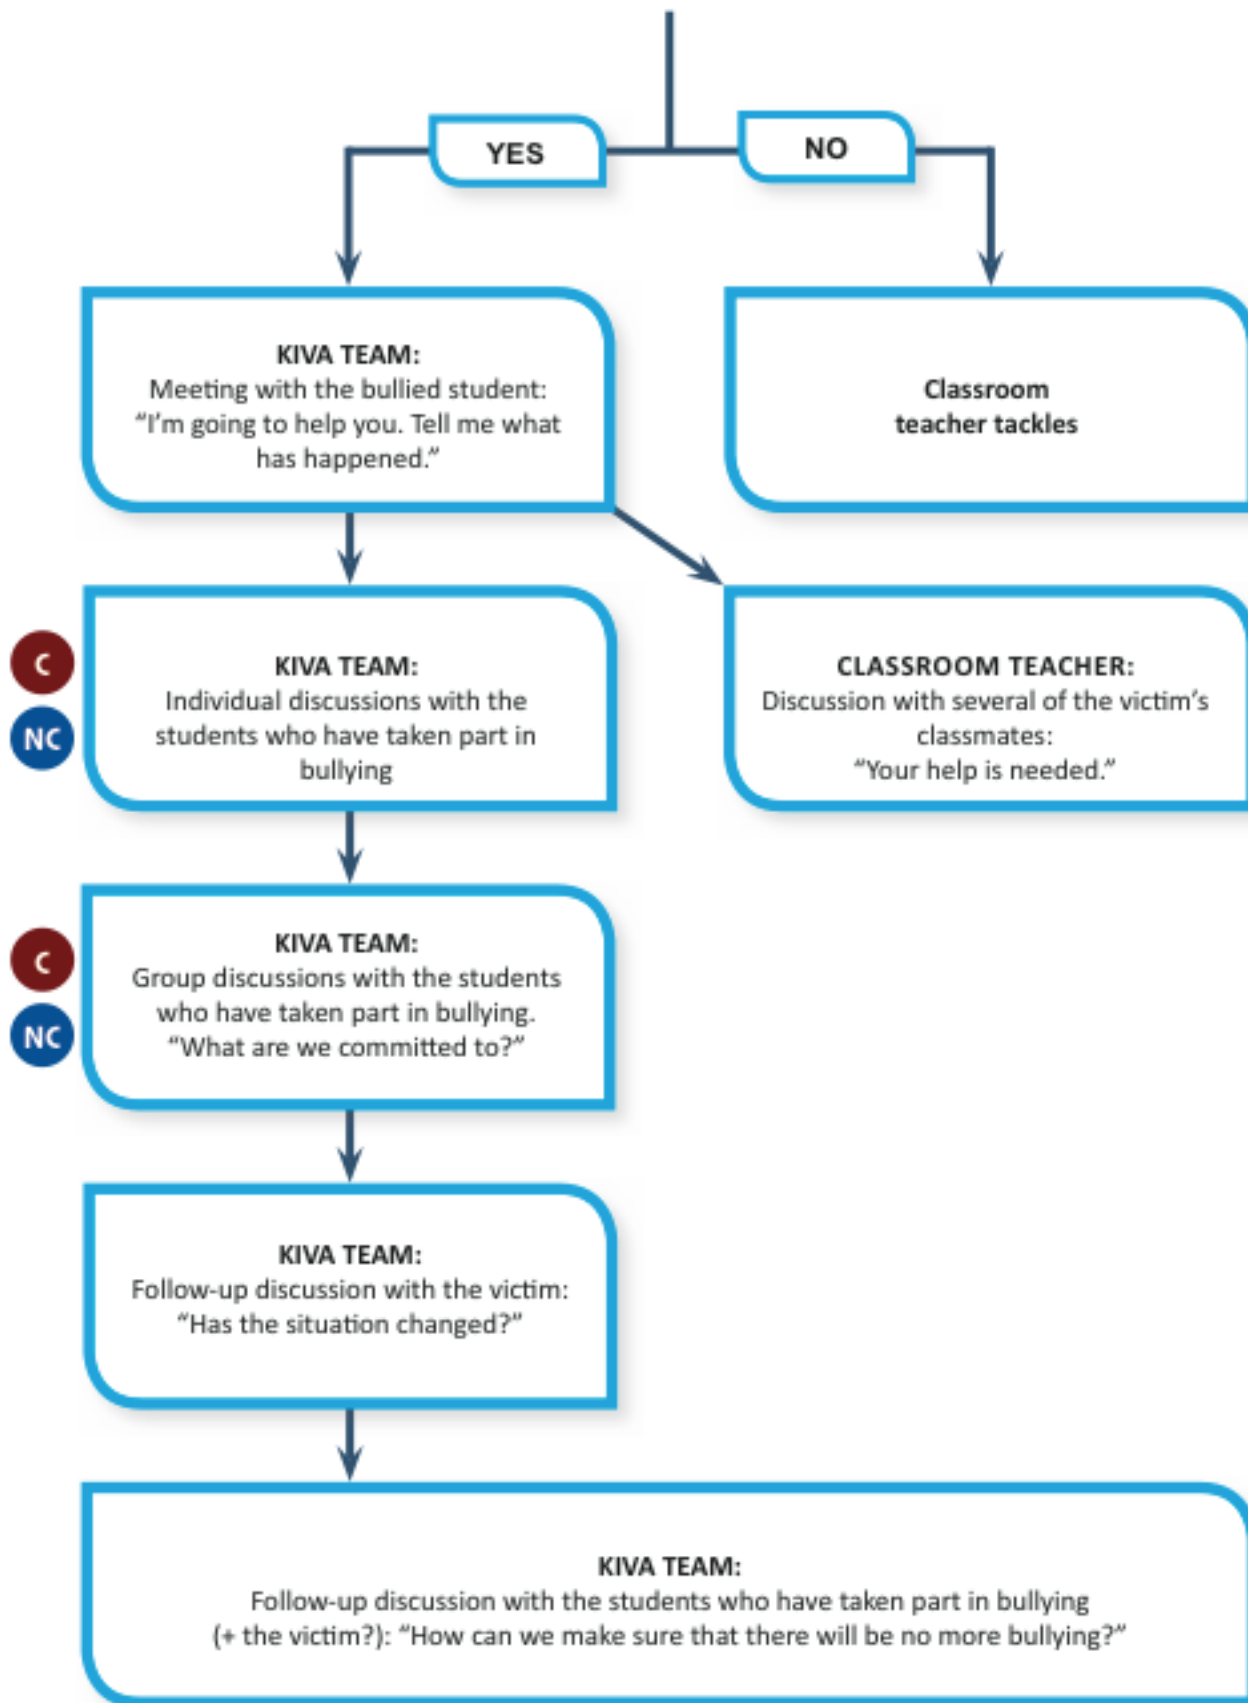 YES
NO
KIVA TEAM:
Meeting with the bullied student:
“I’m going to help you. Tell me what
has happened.”
Classroom
teacher tackles
C
NC
KIVA TEAM:
Individual discussions with the
students who have taken part in
bullying
CLASSROOM TEACHER:
Discussion with several of the victim’s
classmates:
“Your help is needed.”
C
NC
KIVA TEAM:
Group discussions with the students
who have taken part in bullying.
“What are we committed to?”
KIVA TEAM:
Follow-up discussion with the victim:
“Has the situation changed?”
KIVA TEAM:
Follow-up discussion with the students who have taken part in bullying
(+ the victim?): “How can we make sure that there will be no more bullying?”